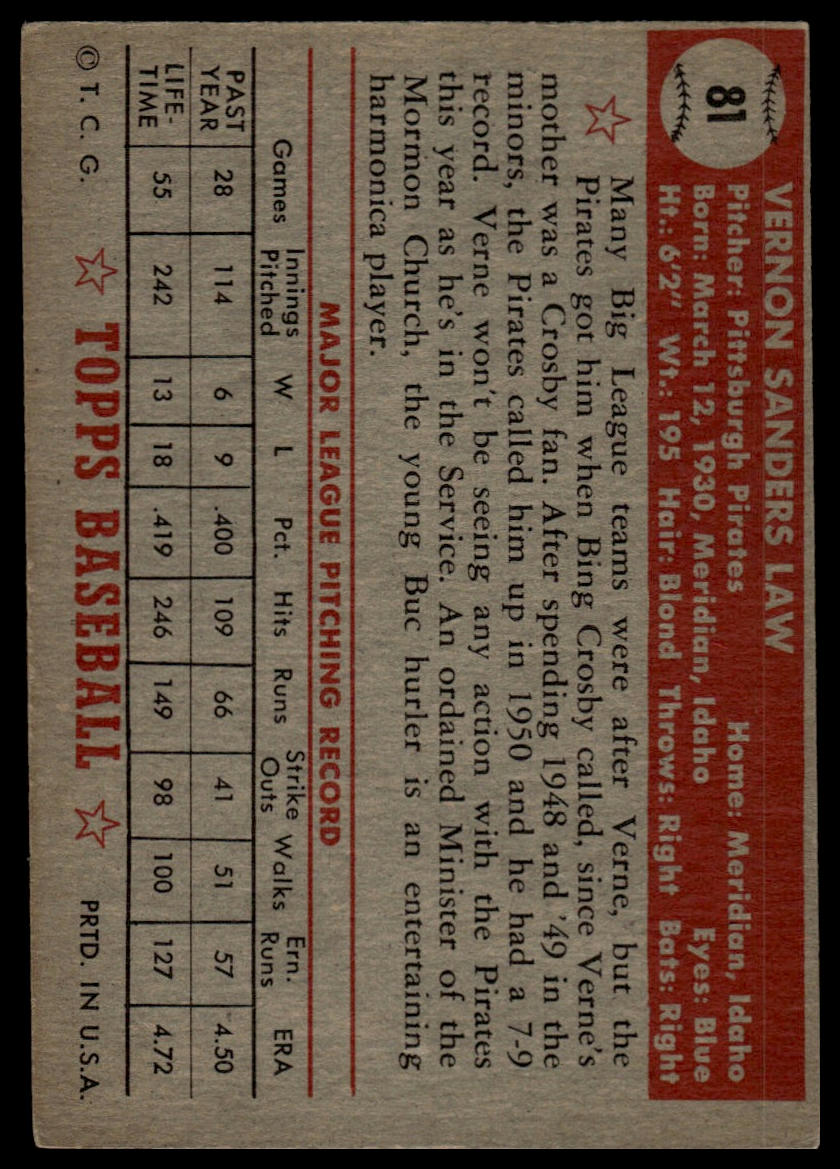 81
VERNON SANDERS LAW
Pitcher: Pittsburgh Pirates Home: Meridian, Idaho
Born: March 12, 1930, Meridian, Idaho Eyes: Blue
Ht.: 6'2" Wt.: 195 Hair: Blond Throws: Right Bats: Right
Many Big League teams were after Verne, but the
Pirates got him when Bing Crosby called, since Verne's
mother was a Crosby fan. After spending 1948 and '49 in the
minors, the Pirates called him up in 1950 and he had a 7-9
record. Verne won't be seeing any action with the Pirates
this year as he's in the Service. An ordained Minister of the
Mormon Church, the young Buc hurler is an entertaining
harmonica player.
MAJOR LEAGUE PITCHING RECORD
Games Innings Pitched W L Pct. Hits Runs Strike Outs Walks Ern. Runs ERA
PAST YEAR 28 114 6 9 .400 109 66 41 51 57 4.50
LIFE-TIME 55 242 13 18 .419 246 149 98 100 127 4.72
© T. C. G. TOPPS BASEBALL PRTD. IN U.S.A.